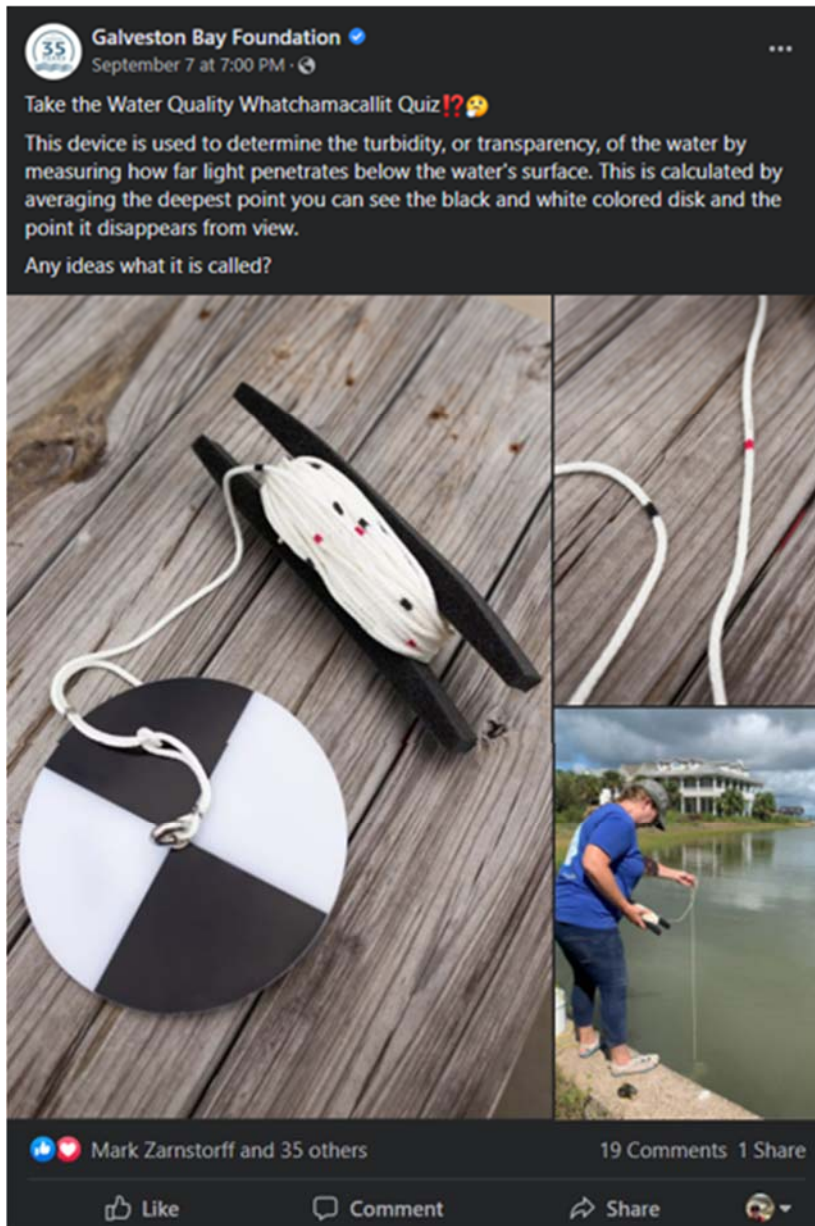 35
Galveston Bay Foundation
September 7 at 7:00 PM ·
Take the Water Quality Whatchamacallit Quiz⁉️🤔
This device is used to determine the turbidity, or transparency, of the water by
measuring how far light penetrates below the water's surface. This is calculated by
averaging the deepest point you can see the black and white colored disk and the
point it disappears from view.
Any ideas what it is called?
Mark Zarnstorff and 35 others
19 Comments 1 Share
Like
Comment
Share